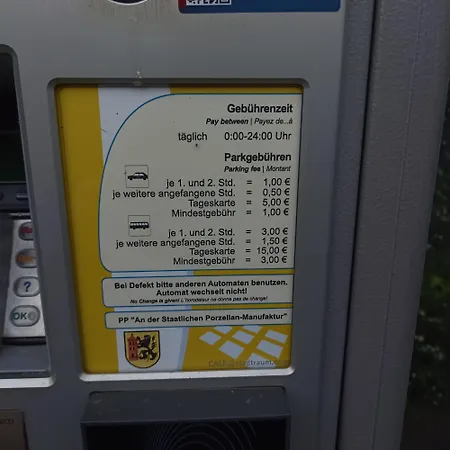 Gebührenzeit
Pay between | Payez de...á
täglich 0:00-24:00 Uhr
Parkgebühren
Parking fee | Montant
je 1. und 2. Std. = 1,00 €
je weitere angefangene Std. = 0,50 €
Tageskarte = 5,00 €
Mindestgebühr = 1,00 €
je 1. und 2. Std. = 3,00 €
je weitere angefangene Std. = 1,50 €
Tageskarte = 15,00 €
Mindestgebühr = 3,00 €
Bei Defekt bitte anderen Automaten benutzen.
Automat wechselt nicht!
No Change is given! L'horodateur na donna pas de change!
PP "An der Staatlichen Porzellan-Manufaktur"
?
OK